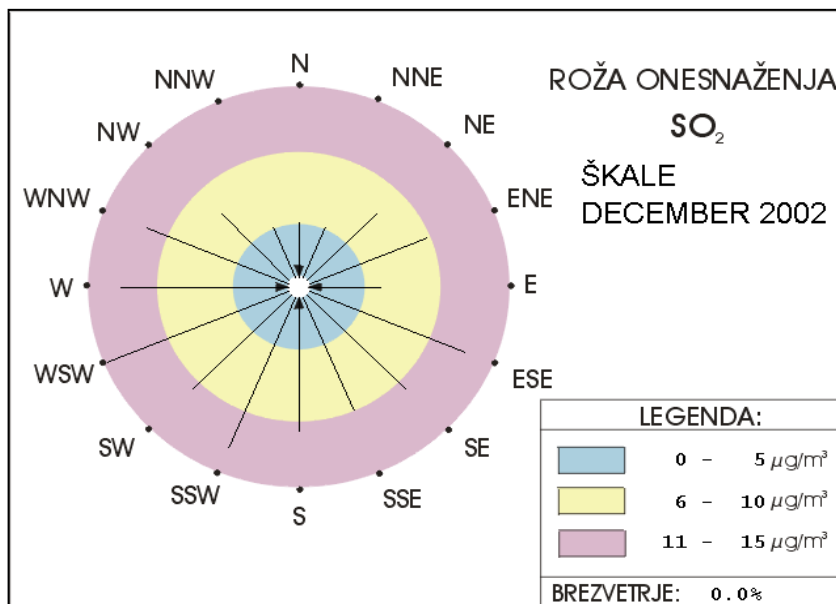 ROŽA ONESNAŽENJA
SO₂
ŠKALE
DECEMBER 2002
N
NNE
NE
ENE
E
ESE
SE
SSE
S
SSW
SW
WSW
W
WNW
NW
NNW
LEGENDA:
0 - 5 µg/m³
6 - 10 µg/m³
11 - 15 µg/m³
BREZVETRJE: 0.0%